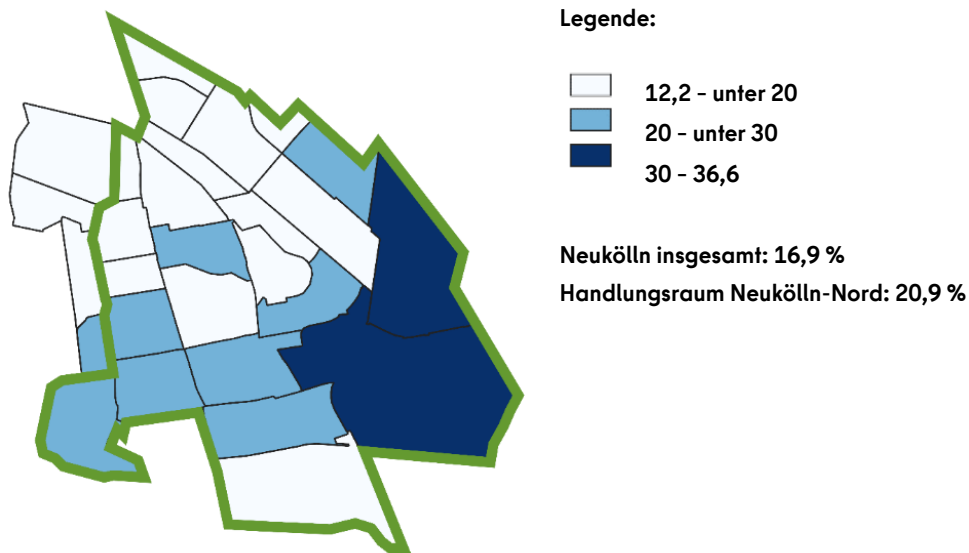 Legende:
12,2 - unter 20
20 - unter 30
30 - 36,6
Neukölln insgesamt: 16,9 %
Handlungsraum Neukölln-Nord: 20,9 %